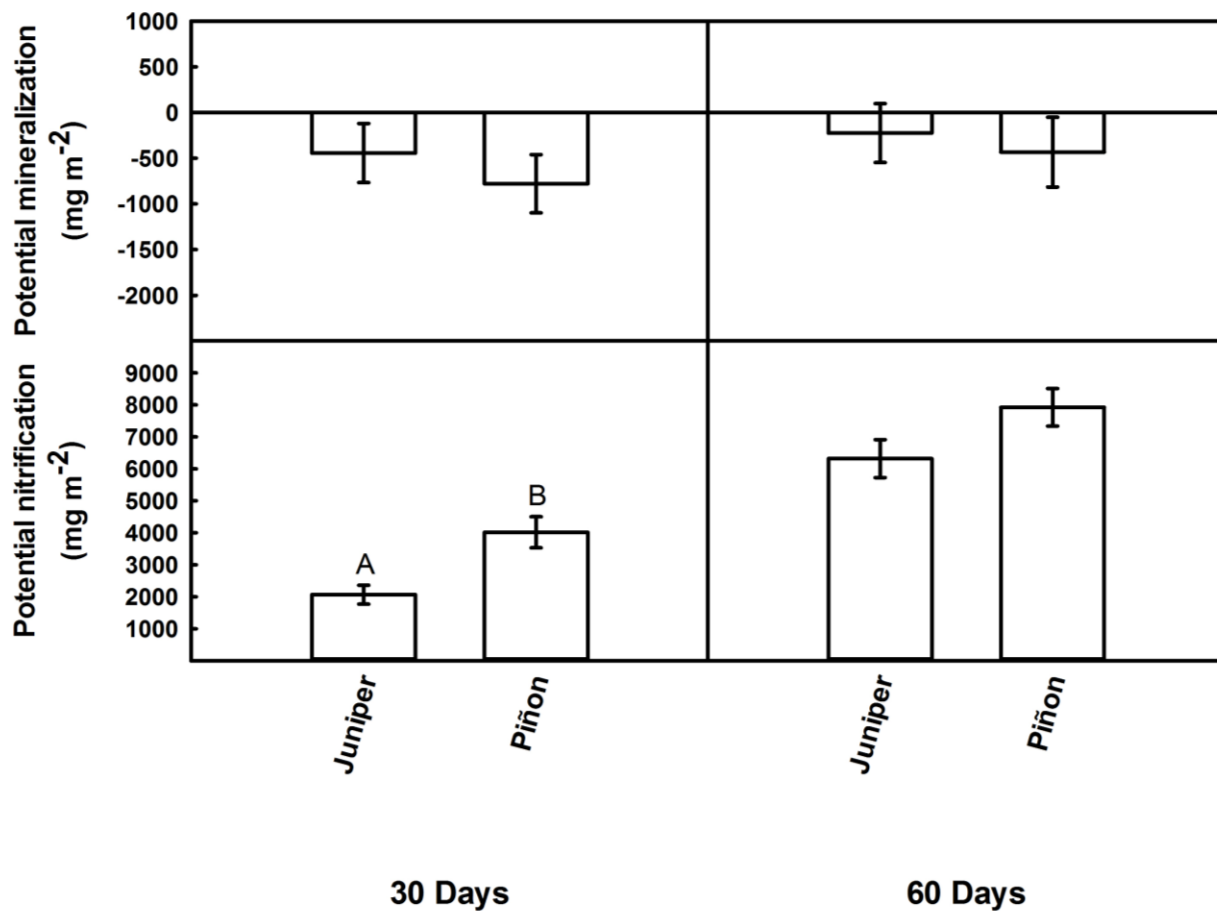 Potential mineralization
(mg m-2)
1000
500
0
-500
-1000
-1500
-2000
Potential nitrification
(mg m-2)
9000
8000
7000
6000
5000
4000
3000
2000
1000
A
B
Juniper
Piñon
Juniper
Piñon
30 Days
60 Days